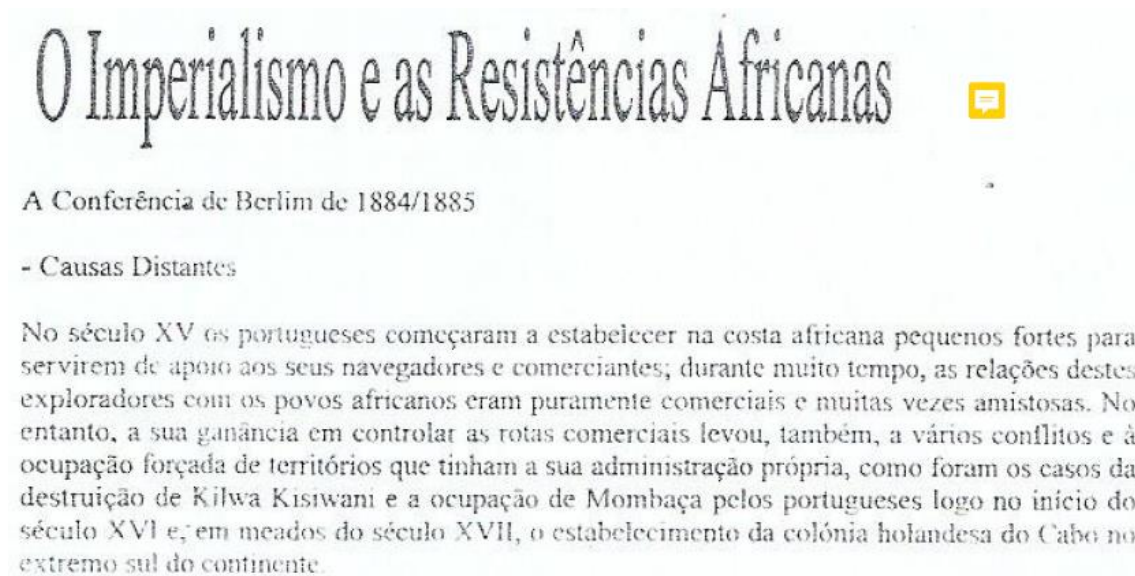 O Imperialismo e as Resistências Africanas
A Conferência de Berlim de 1884/1885
- Causas Distantes
No século XV os portugueses começaram a estabelecer na costa africana pequenos fortes para
servirem de apoio aos seus navegadores e comerciantes; durante muito tempo, as relações destes
exploradores com os povos africanos eram puramente comerciais e muitas vezes amistosas. No
entanto, a sua ganância em controlar as rotas comerciais levou, também, a vários conflitos e à
ocupação forçada de territórios que tinham a sua administração própria, como foram os casos da
destruição de Kilwa Kisiwani e a ocupação de Mombaça pelos portugueses logo no início do
século XVI e, em meados do século XVII, o estabelecimento da colónia holandesa do Cabo no
extremo sul do continente.